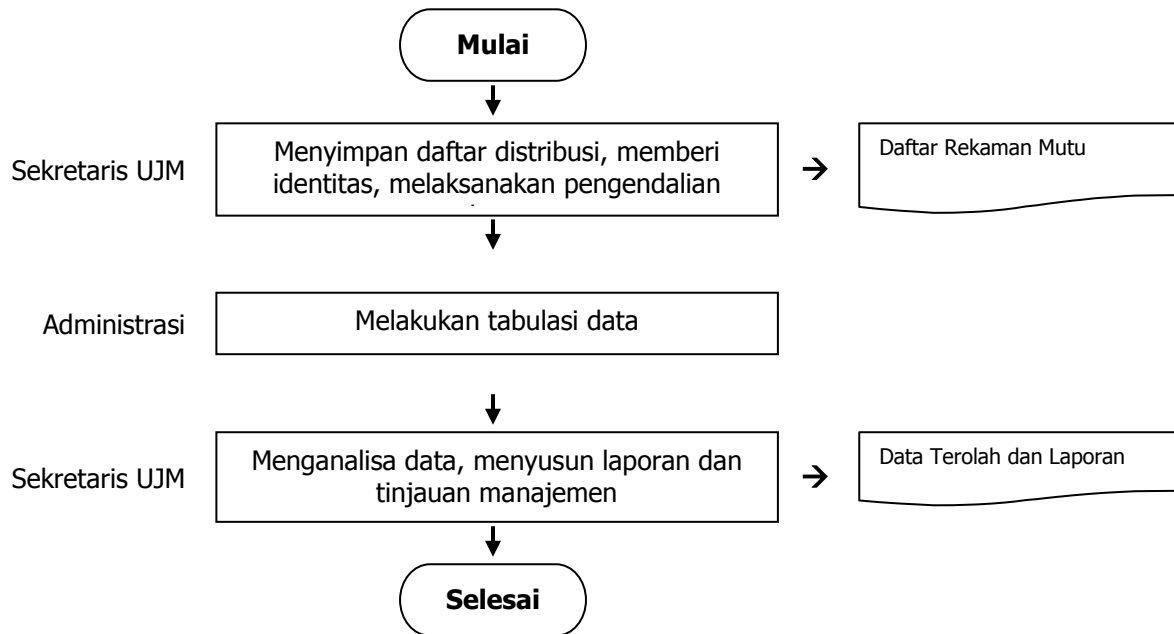 Mulai
Sekretaris UJM
Menyimpan daftar distribusi, memberi
identitas, melaksanakan pengendalian
Daftar Rekaman Mutu
Administrasi
Melakukan tabulasi data
Sekretaris UJM
Menganalisa data, menyusun laporan dan
tinjauan manajemen
Data Terolah dan Laporan
Selesai